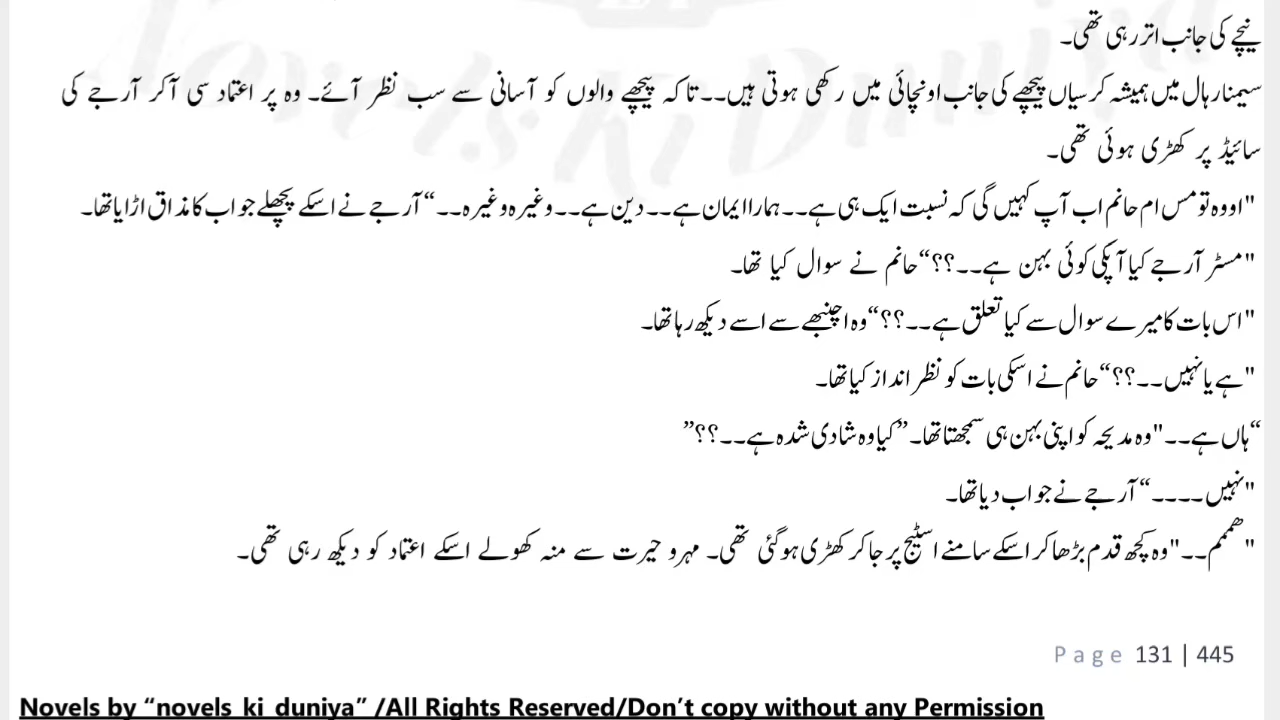 نیچے کی جانب اتر رہی تھی۔
سیمنار ہال میں ہمیشہ کرسیاں پیچھے کی جانب اونچائی میں رکھی ہوتی ہیں۔۔ تاکہ پیچھے والوں کو آسانی سے سب نظر آئے۔ وہ پر اعتماد سی آکر آرجے کی
سائیڈ پر کھڑی ہوئی تھی۔
"اووہ تو مس ام حانم اب آپ کہیں گی کہ نسبت ایک ہی ہے۔۔ ہمارا ایمان ہے۔۔ دین ہے۔۔ وغیرہ وغیرہ۔۔“ آرجے نے اسکے پچھلے جواب کا مذاق اڑایا تھا۔
"مسٹر آرجے کیا آپکی کوئی بہن ہے۔۔؟؟“ حانم نے سوال کیا تھا۔
"اس بات کا میرے سوال سے کیا تعلق ہے۔۔؟؟“ وہ اچنبھے سے اسے دیکھ رہا تھا۔
"ہے یا نہیں۔۔؟؟“ حانم نے اسکی بات کو نظر انداز کیا تھا۔
“ہاں ہے۔۔" وہ مدیحہ کو اپنی بہن ہی سمجھتا تھا۔ ”کیا وہ شادی شدہ ہے۔۔؟؟”
"نہیں۔۔۔۔“ آرجے نے جواب دیا تھا۔
"ھمم۔۔" وہ کچھ قدم بڑھا کر اسکے سامنے اسٹیج پر جا کر کھڑی ہوگئی تھی۔ مہرو حیرت سے منہ کھولے اسکے اعتماد کو دیکھ رہی تھی۔
Page 131 | 445
Novels by “novels ki duniya” /All Rights Reserved/Don’t copy without any Permission